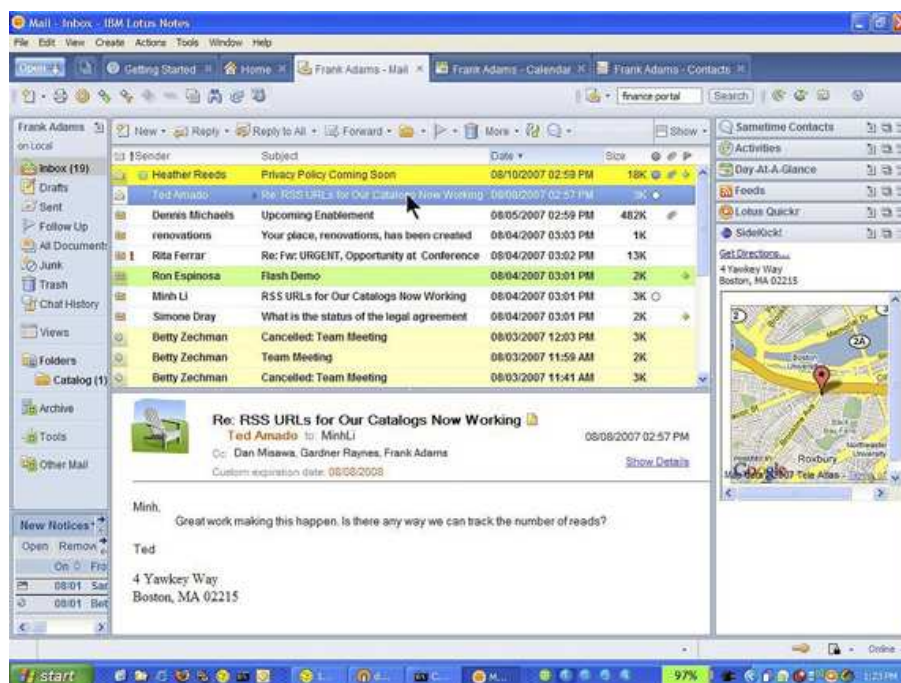 Mail - Inbox - IBM Lotus Notes
File Edit View Create Actions Tools Window Help
Open Getting Started Home Frank Adams - Mail Frank Adams - Calendar Frank Adams - Contacts
finance portal Search
Frank Adams
on Local
New Reply Reply to All Forward More Show
Sender Subject Date Size
Heather Reeds Privacy Policy Coming Soon 08/10/2007 02:59 PM 18K
Ted Amado Re: RSS URLs for Our Catalogs Now Working 08/08/2007 02:57 PM 3K
Dennis Michaels Upcoming Enablement 08/05/2007 02:59 PM 482K
renovations Your place, renovations, has been created 08/04/2007 03:03 PM 1K
Rita Ferrar Re: Fw: URGENT, Opportunity at Conference 08/04/2007 03:02 PM 13K
Ron Espinosa Flash Demo 08/04/2007 03:01 PM 2K
Minh Li RSS URLs for Our Catalogs Now Working 08/04/2007 03:01 PM 3K
Simone Dray What is the status of the legal agreement 08/04/2007 03:01 PM 2K
Betty Zechman Cancelled: Team Meeting 08/03/2007 12:03 PM 3K
Betty Zechman Team Meeting 08/03/2007 11:59 AM 2K
Betty Zechman Cancelled: Team Meeting 08/03/2007 11:41 AM 3K
Inbox (19)
Drafts
Sent
Follow Up
All Documents
Junk
Trash
Chat History
Views
Folders
Catalog (1)
Archive
Tools
Other Mail
New Notices
Open Remov
On Fro
08/01 Sar
08/01 Bet
Re: RSS URLs for Our Catalogs Now Working
Ted Amado to: MinhLi
08/08/2007 02:57 PM
Cc: Dan Misawa, Gardner Raynes, Frank Adams
Custom expiration date: 08/08/2008
Show Details
Minh,
Great work making this happen. Is there any way we can track the number of reads?
Ted
4 Yawkey Way
Boston, MA 02215
Sametime Contacts
Activities
Day-At-A-Glance
Feeds
Lotus Quickr
SideKick!
Get Directions...
4 Yawkey Way
Boston, MA 02215
2
2A
Boston
University
Roxbury
Northeastern
University
Google
Online
start
97%
1:23 PM